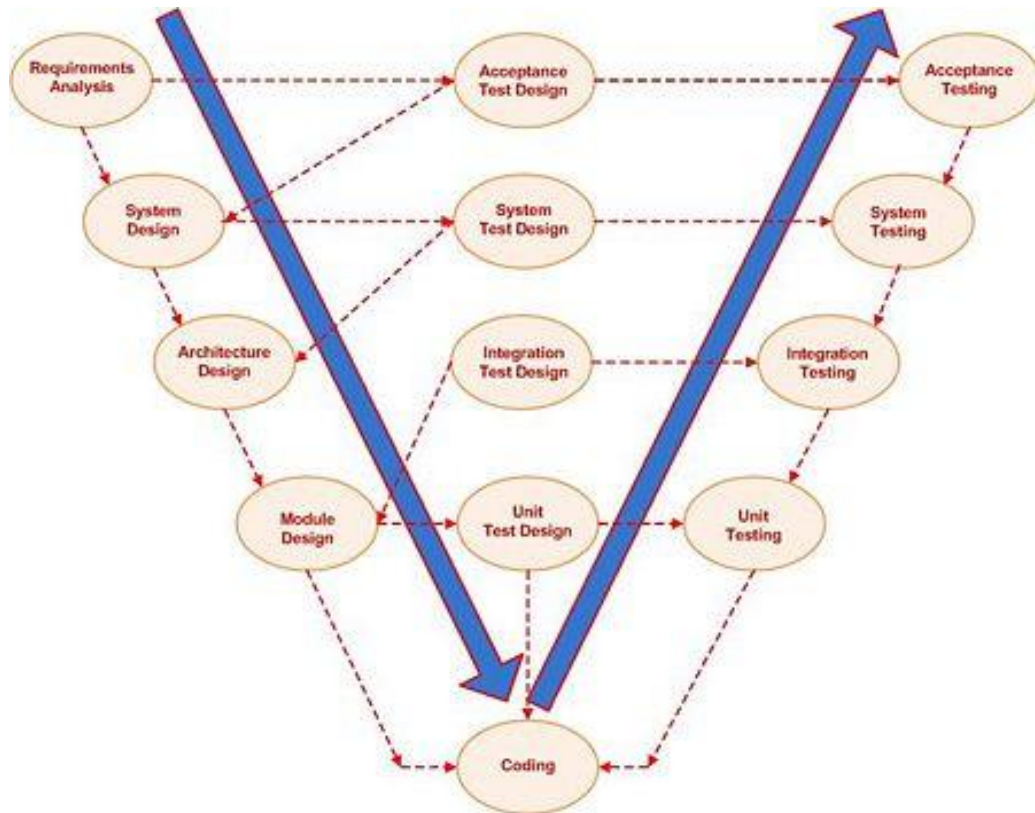 Requirements
Analysis
Acceptance
Test Design
Acceptance
Testing
System
Design
System
Test Design
System
Testing
Architecture
Design
Integration
Test Design
Integration
Testing
Module
Design
Unit
Test Design
Unit
Testing
Coding